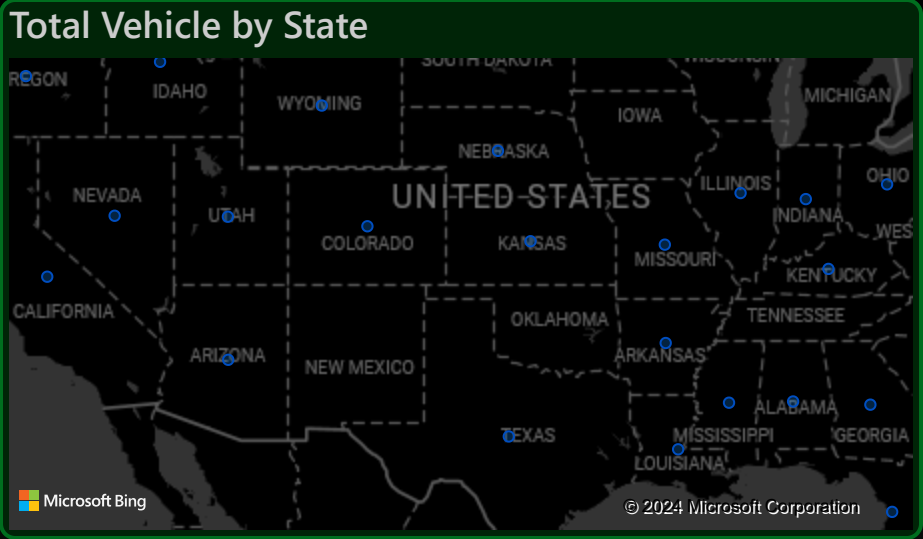 Total Vehicle by State
SOUTH DAKOTA
WISCONSIN
REGON
IDAHO
WYOMING
IOWA
MICHIGAN
NEBRASKA
NEVADA
UTAH
UNITED STATES
ILLINOIS
OHIO
INDIANA
COLORADO
KANSAS
MISSOURI
WES
KENTUCKY
CALIFORNIA
OKLAHOMA
TENNESSEE
ARIZONA
NEW MEXICO
ARKANSAS
ALABAMA
TEXAS
MISSISSIPPI
GEORGIA
LOUISIANA
Microsoft Bing
© 2024 Microsoft Corporation